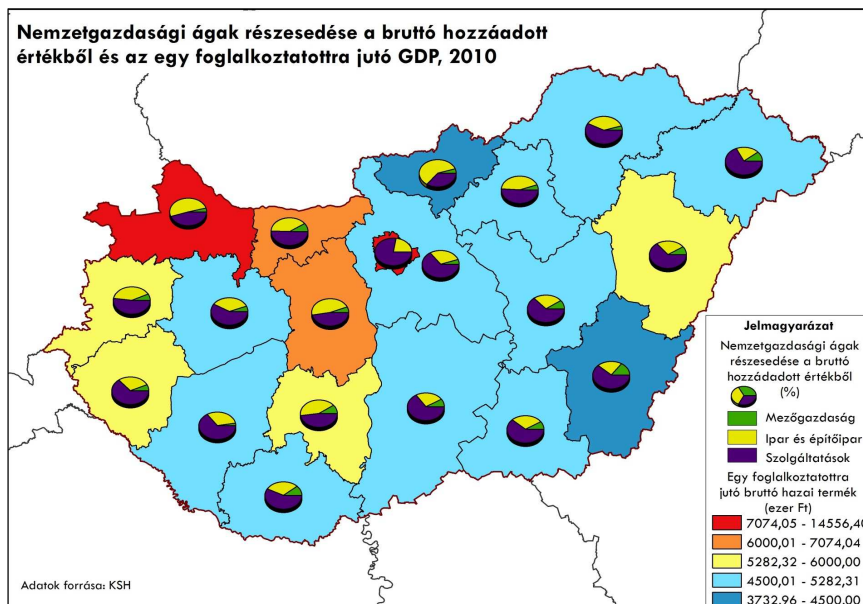 Nemzetgazdasági ágak részesedése a bruttó hozzáadott
értékből és az egy foglalkoztatottra jutó GDP, 2010
Jelmagyarázat
Nemzetgazdasági ágak
részesedése a bruttó
hozzádadott értékből
(%)
Mezőgazdaság
Ipar és építőipar
Szolgáltatások
Egy foglalkoztatottra
jutó bruttó hazai termék
(ezer Ft)
7074,05 - 14556,40
6000,01 - 7074,04
5282,32 - 6000,00
4500,01 - 5282,31
3732,96 - 4500,00
Adatok forrása: KSH